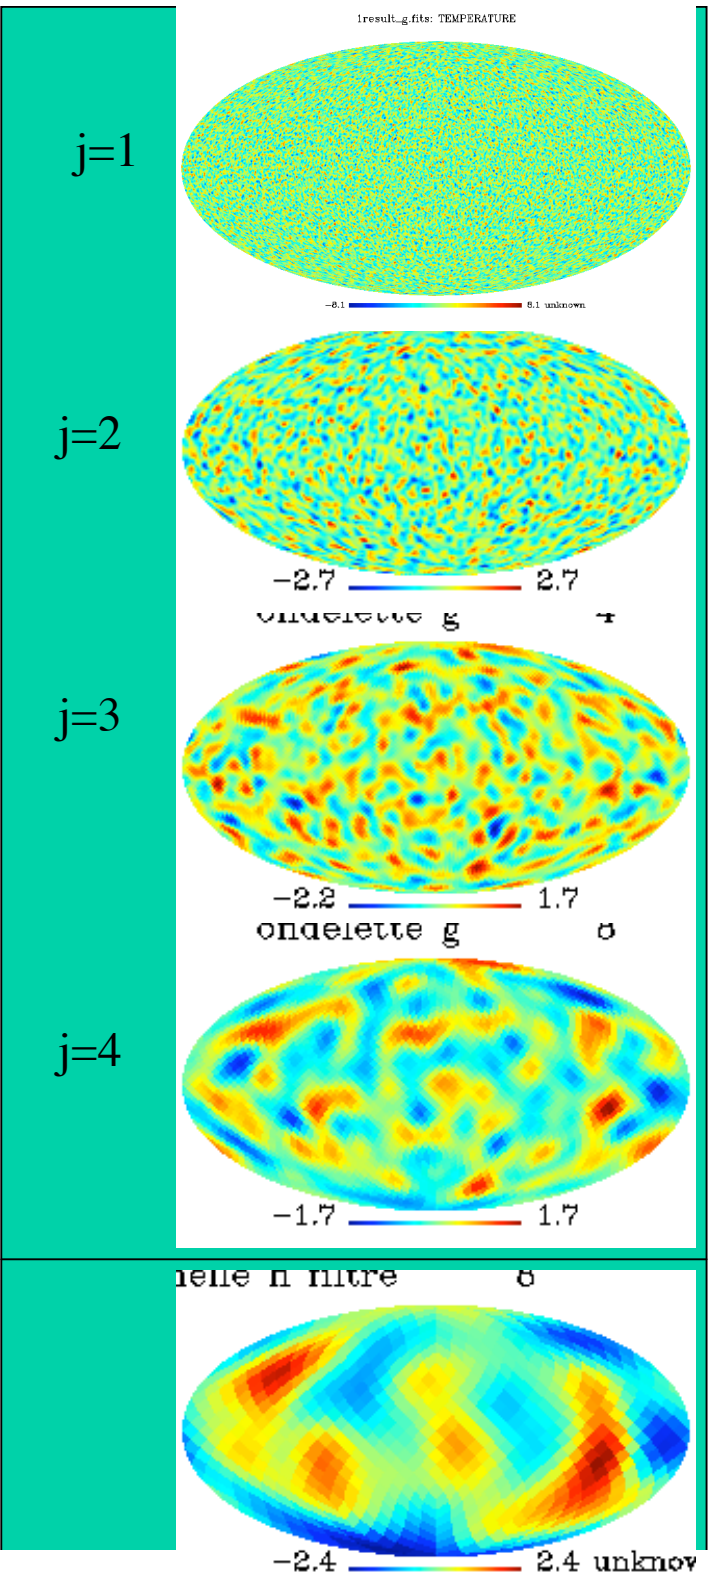 1result_g.fits: TEMPERATURE
j=1
-8.1 8.1 unknown
j=2
-2.7 2.7
ondelette g 4
j=3
-2.2 1.7
ondelette g
j=4
-1.7 1.7
h filtre
-2.4 2.4 unknow